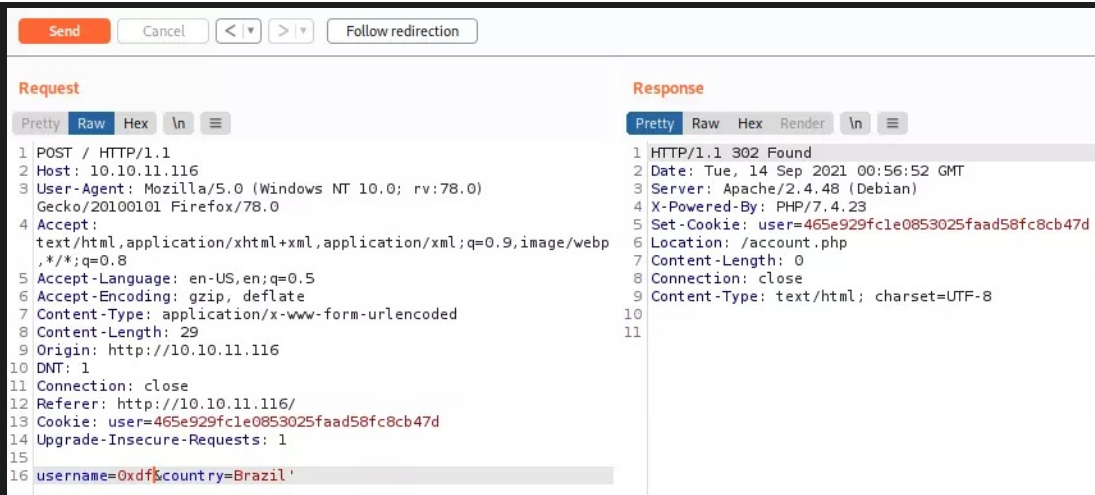 Send Cancel < > Follow redirection
Request
Pretty Raw Hex \n
1 POST / HTTP/1.1
2 Host: 10.10.11.116
3 User-Agent: Mozilla/5.0 (Windows NT 10.0; rv:78.0)
Gecko/20100101 Firefox/78.0
4 Accept:
text/html,application/xhtml+xml,application/xml;q=0.9,image/webp
,*/*;q=0.8
5 Accept-Language: en-US,en;q=0.5
6 Accept-Encoding: gzip, deflate
7 Content-Type: application/x-www-form-urlencoded
8 Content-Length: 29
9 Origin: http://10.10.11.116
10 DNT: 1
11 Connection: close
12 Referer: http://10.10.11.116/
13 Cookie: user=465e929fc1e0853025faad58fc8cb47d
14 Upgrade-Insecure-Requests: 1
15
16 username=0xdf&country=Brazil'
Response
Pretty Raw Hex Render \n
1 HTTP/1.1 302 Found
2 Date: Tue, 14 Sep 2021 00:56:52 GMT
3 Server: Apache/2.4.48 (Debian)
4 X-Powered-By: PHP/7.4.23
5 Set-Cookie: user=465e929fc1e0853025faad58fc8cb47d
6 Location: /account.php
7 Content-Length: 0
8 Connection: close
9 Content-Type: text/html; charset=UTF-8
10
11